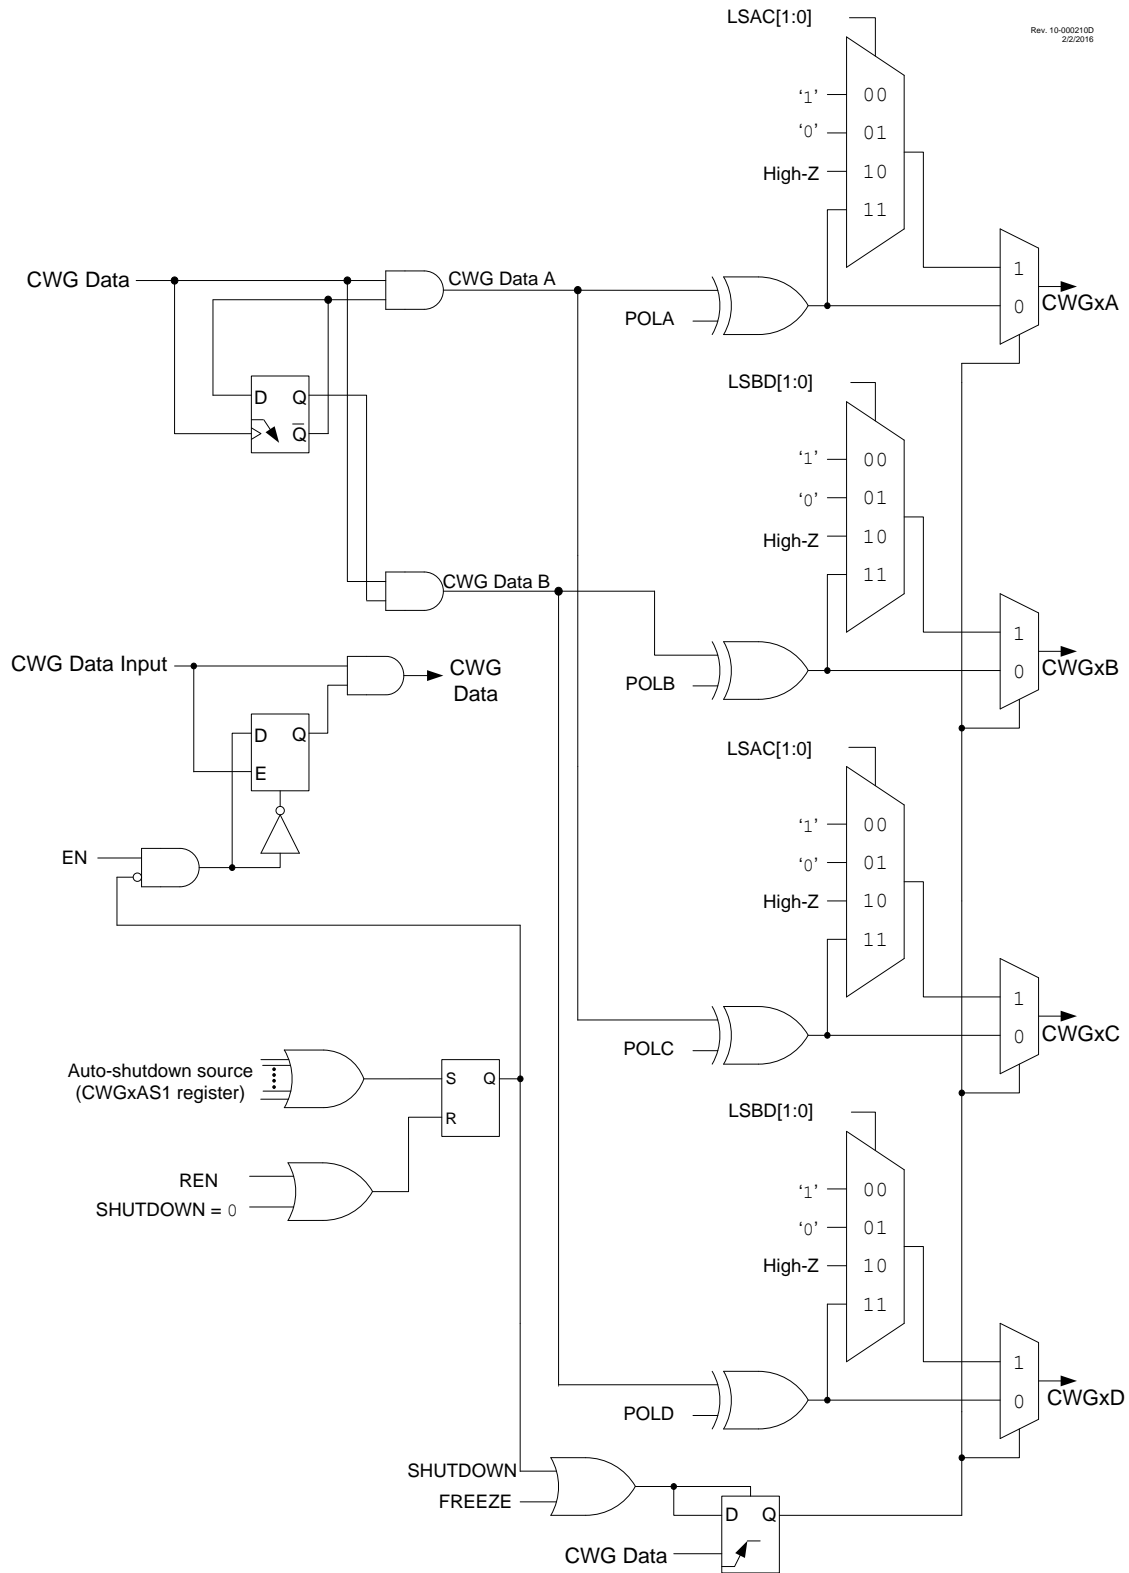 LSAC[1:0]
Rev. 10-000210D
2/2/2016
‘1’
00
‘0’
01
High-Z
10
11
CWG Data
CWG Data A
POLA
1
0
CWGxA
D
Q
Q
LSBD[1:0]
‘1’
00
‘0’
01
High-Z
10
11
CWG Data B
POLB
1
0
CWGxB
CWG Data Input
CWG
Data
D
Q
E
EN
LSAC[1:0]
‘1’
00
‘0’
01
High-Z
10
11
POLC
1
0
CWGxC
Auto-shutdown source
(CWGxAS1 register)
S
Q
R
REN
SHUTDOWN = 0
LSBD[1:0]
‘1’
00
‘0’
01
High-Z
10
11
POLD
1
0
CWGxD
SHUTDOWN
FREEZE
D
Q
CWG Data